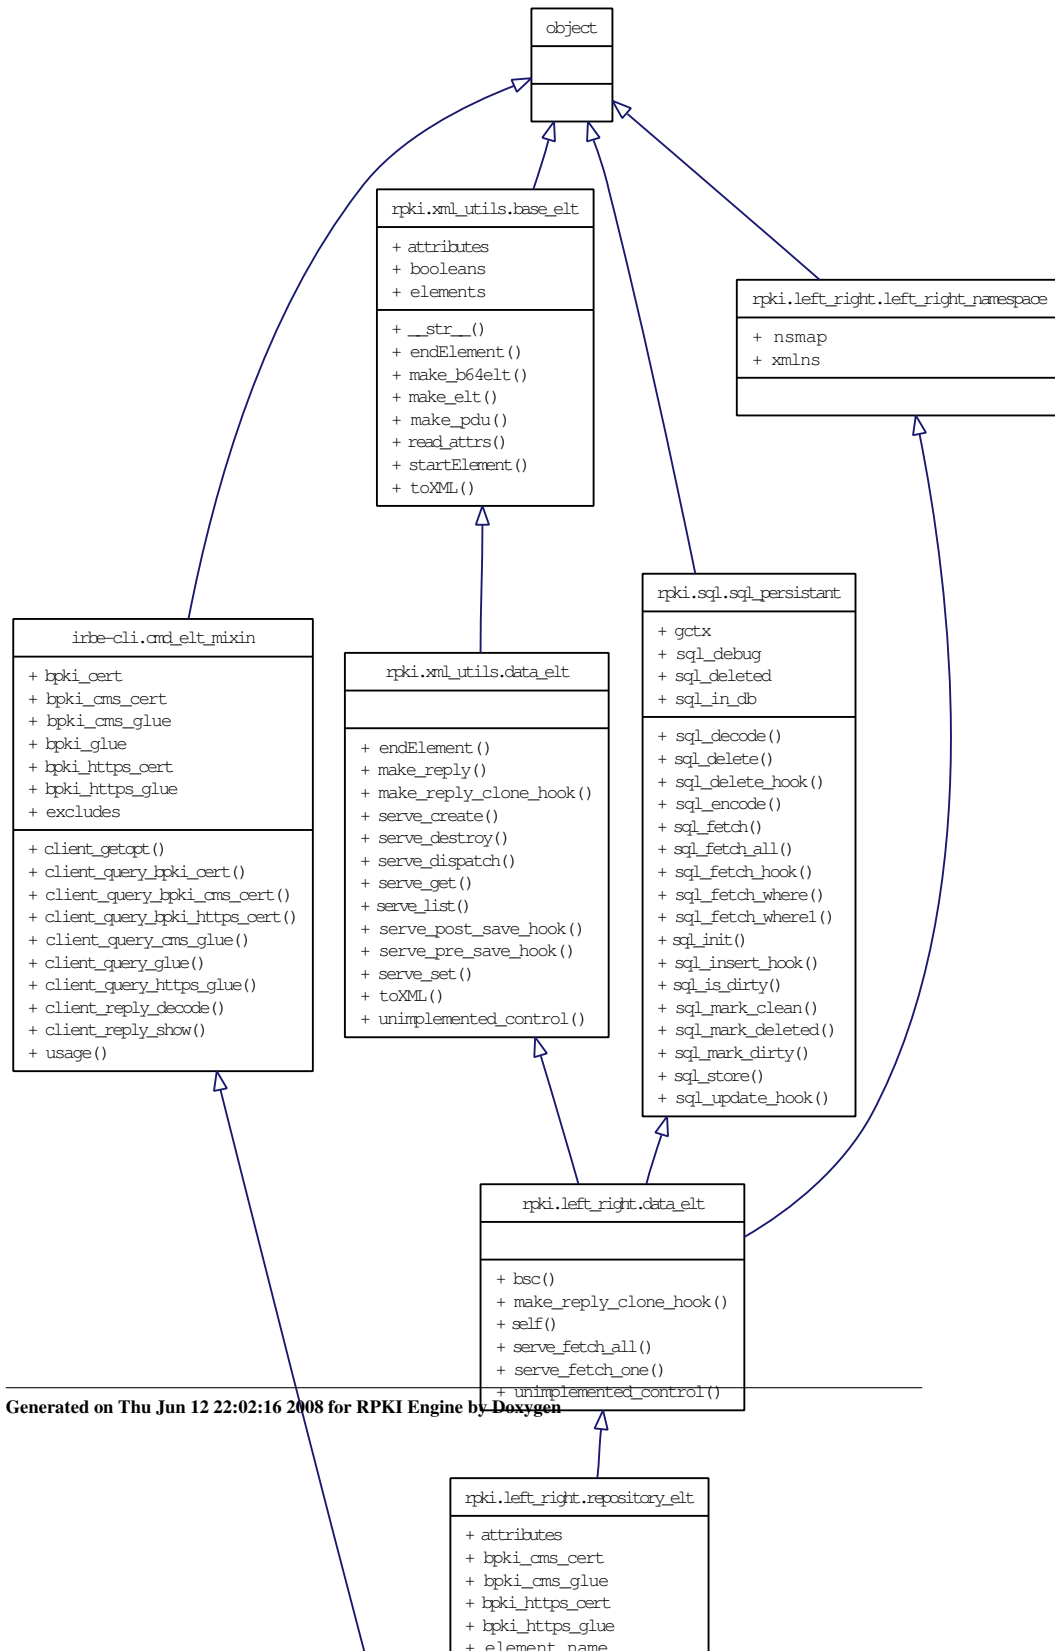 object
rpki.xml_utils.base_elt
+ attributes
+ booleans
+ elements
+ __str__()
+ endElement()
+ make_b64elt()
+ make_elt()
+ make_pdu()
+ read_attrs()
+ startElement()
+ toXML()
rpki.left_right.left_right_namespace
+ nsmap
+ xmlns
rpki.sql.sql_persistant
+ gctx
+ sql_debug
+ sql_deleted
+ sql_in_db
+ sql_decode()
+ sql_delete()
+ sql_delete_hook()
+ sql_encode()
+ sql_fetch()
+ sql_fetch_all()
+ sql_fetch_hook()
+ sql_fetch_where()
+ sql_fetch_where1()
+ sql_init()
+ sql_insert_hook()
+ sql_is_dirty()
+ sql_mark_clean()
+ sql_mark_deleted()
+ sql_mark_dirty()
+ sql_store()
+ sql_update_hook()
irbe-cli.cmd_elt_mixin
+ bpki_cert
+ bpki_cms_cert
+ bpki_cms_glue
+ bpki_glue
+ bpki_https_cert
+ bpki_https_glue
+ excludes
+ client_getopt()
+ client_query_bpki_cert()
+ client_query_bpki_cms_cert()
+ client_query_bpki_https_cert()
+ client_query_cms_glue()
+ client_query_glue()
+ client_query_https_glue()
+ client_reply_decode()
+ client_reply_show()
+ usage()
rpki.xml_utils.data_elt
+ endElement()
+ make_reply()
+ make_reply_clone_hook()
+ serve_create()
+ serve_destroy()
+ serve_dispatch()
+ serve_get()
+ serve_list()
+ serve_post_save_hook()
+ serve_pre_save_hook()
+ serve_set()
+ toXML()
+ unimplemented_control()
rpki.left_right.data_elt
+ bsc()
+ make_reply_clone_hook()
+ self()
+ serve_fetch_all()
+ serve_fetch_one()
+ unimplemented_control()
Generated on Thu Jun 12 22:02:16 2008 for RPKI Engine by Doxygen
rpki.left_right.repository_elt
+ attributes
+ bpki_cms_cert
+ bpki_cms_glue
+ bpki_https_cert
+ bpki_https_glue
+ element_name